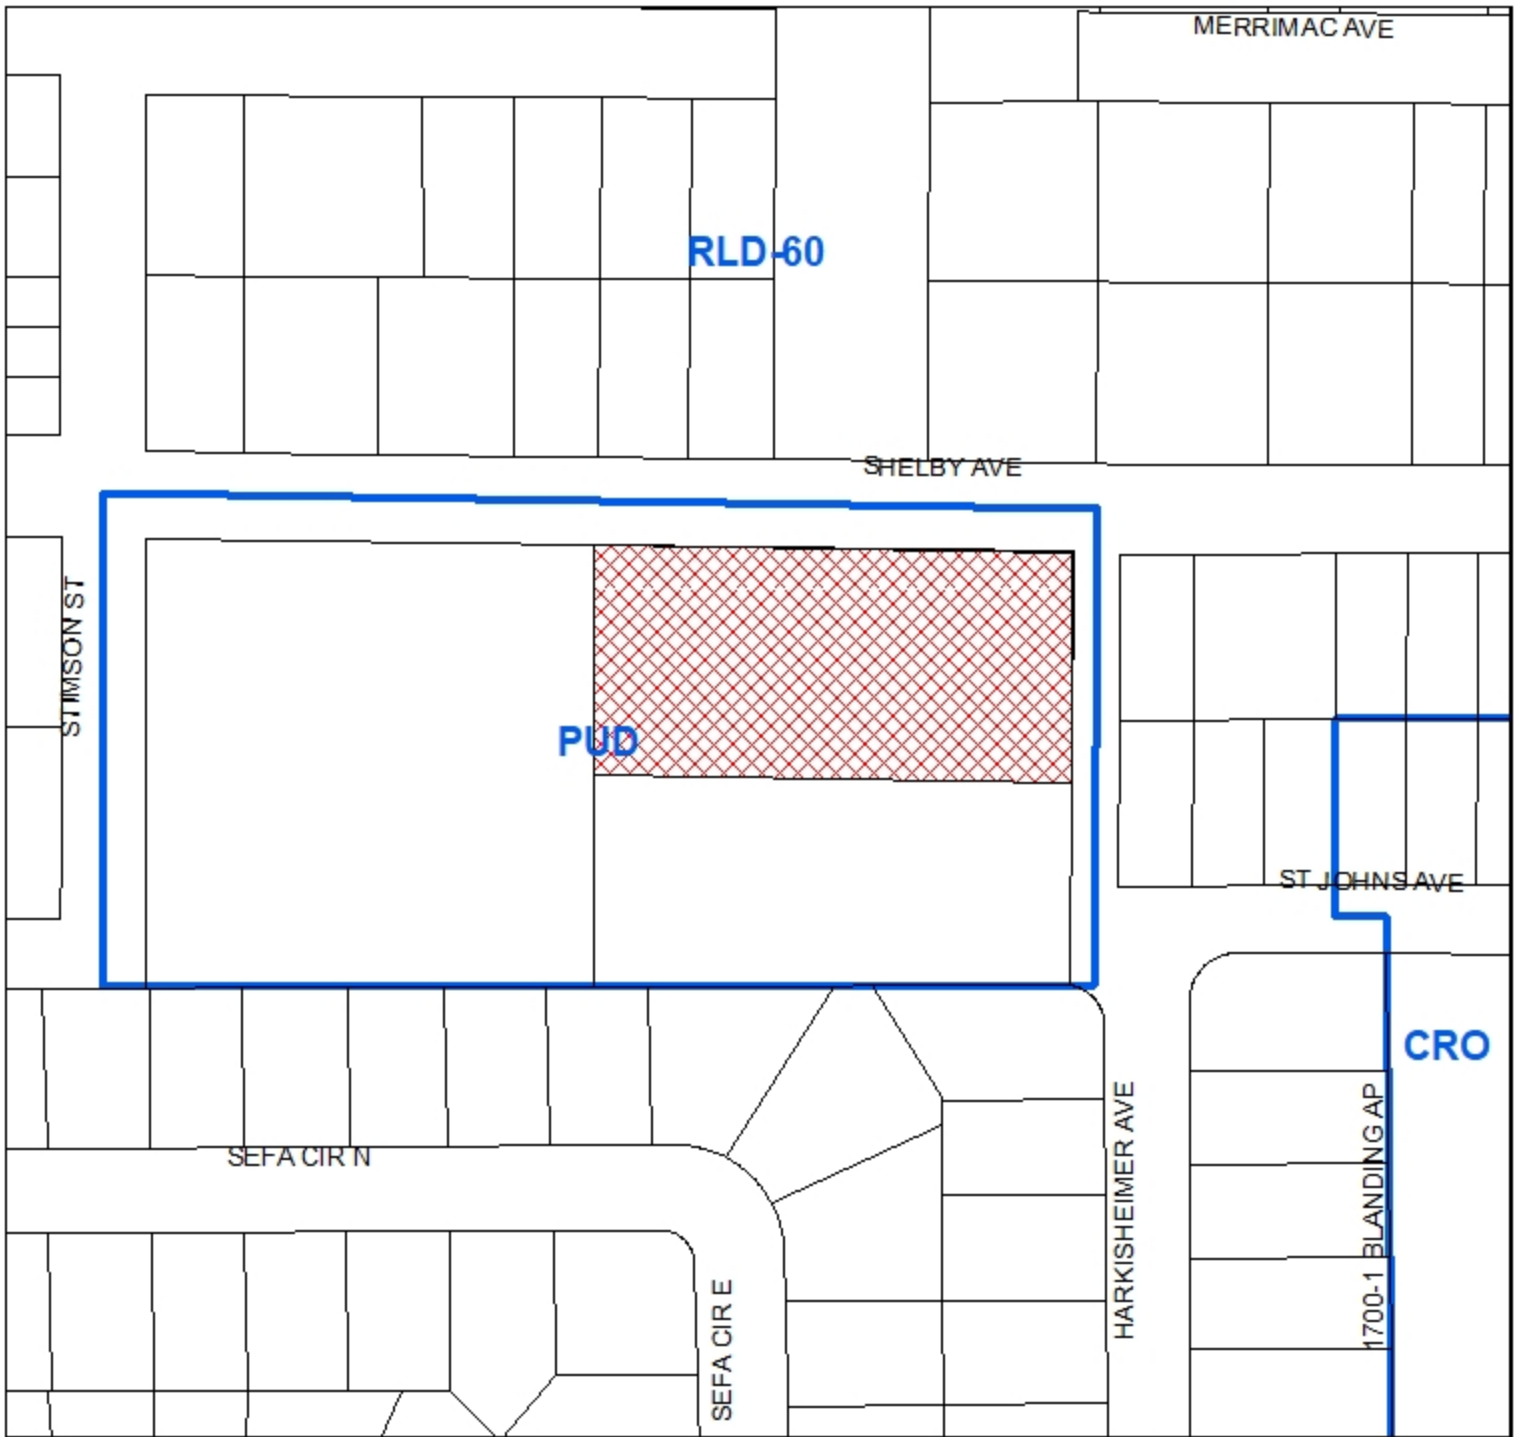 MERRIMAC AVE
RLD-60
SHELBY AVE
STIMSON ST
PUD
ST JOHNS AVE
CRO
SEFA CIR N
HARKISHEIMER AVE
1700-1 BLANDING AP
SEFA CIR E